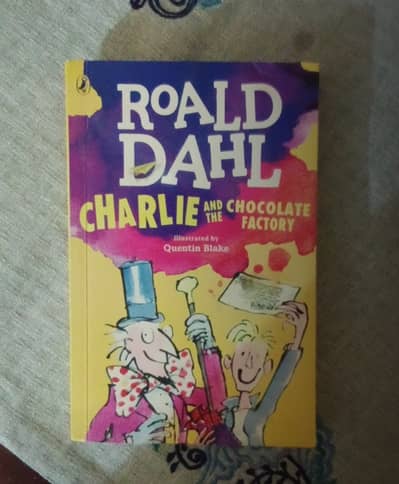 ROALD
DAHL
CHARLIE AND THE CHOCOLATE FACTORY
Illustrated by
Quentin Blake